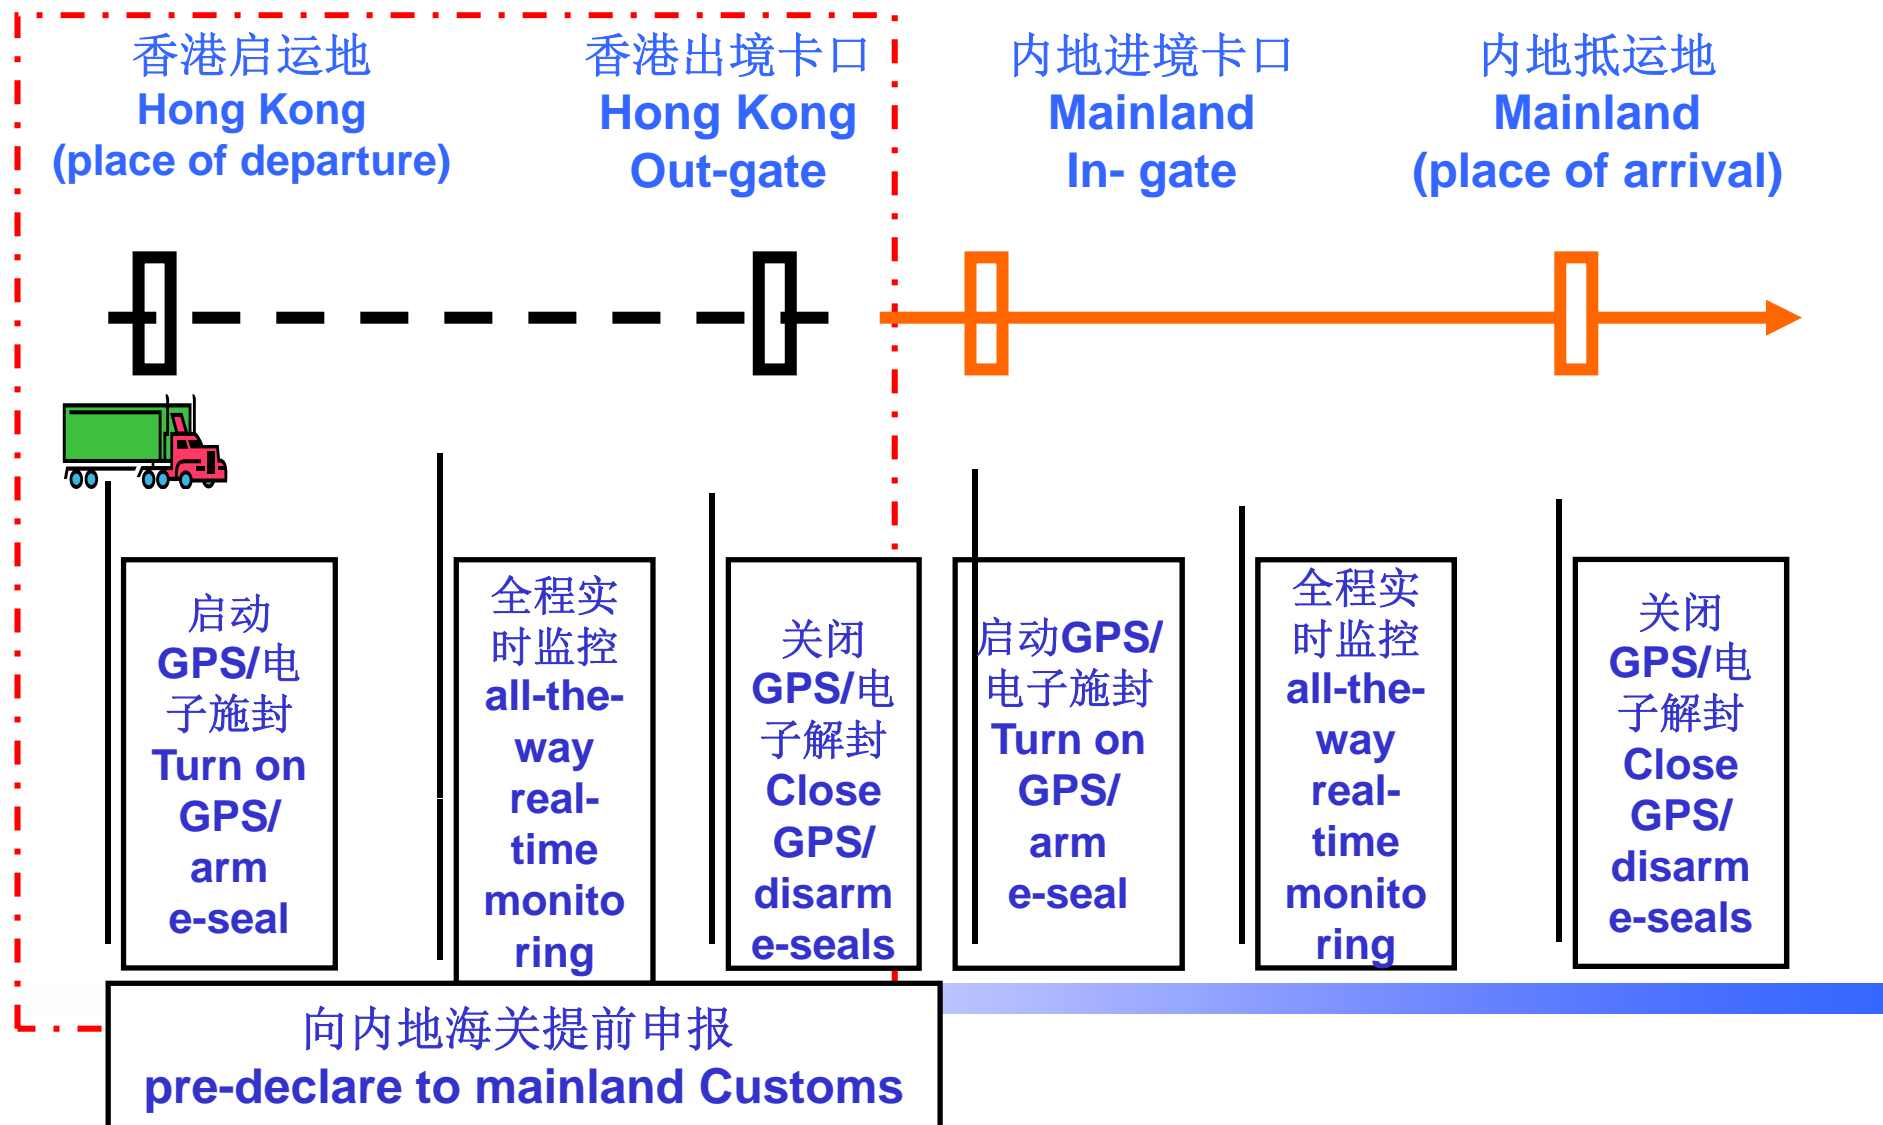 香港启运地
Hong Kong
(place of departure)
香港出境卡口
Hong Kong
Out-gate
内地进境卡口
Mainland
In- gate
内地抵运地
Mainland
(place of arrival)
启动
GPS/电
子施封
Turn on
GPS/
arm
e-seal
全程实
时监控
all-the-
way
real-
time
monito
ring
关闭
GPS/电
子解封
Close
GPS/
disarm
e-seals
启动GPS/
电子施封
Turn on
GPS/
arm
e-seal
全程实
时监控
all-the-
way
real-
time
monito
ring
关闭
GPS/电
子解封
Close
GPS/
disarm
e-seals
向内地海关提前申报
pre-declare to mainland Customs